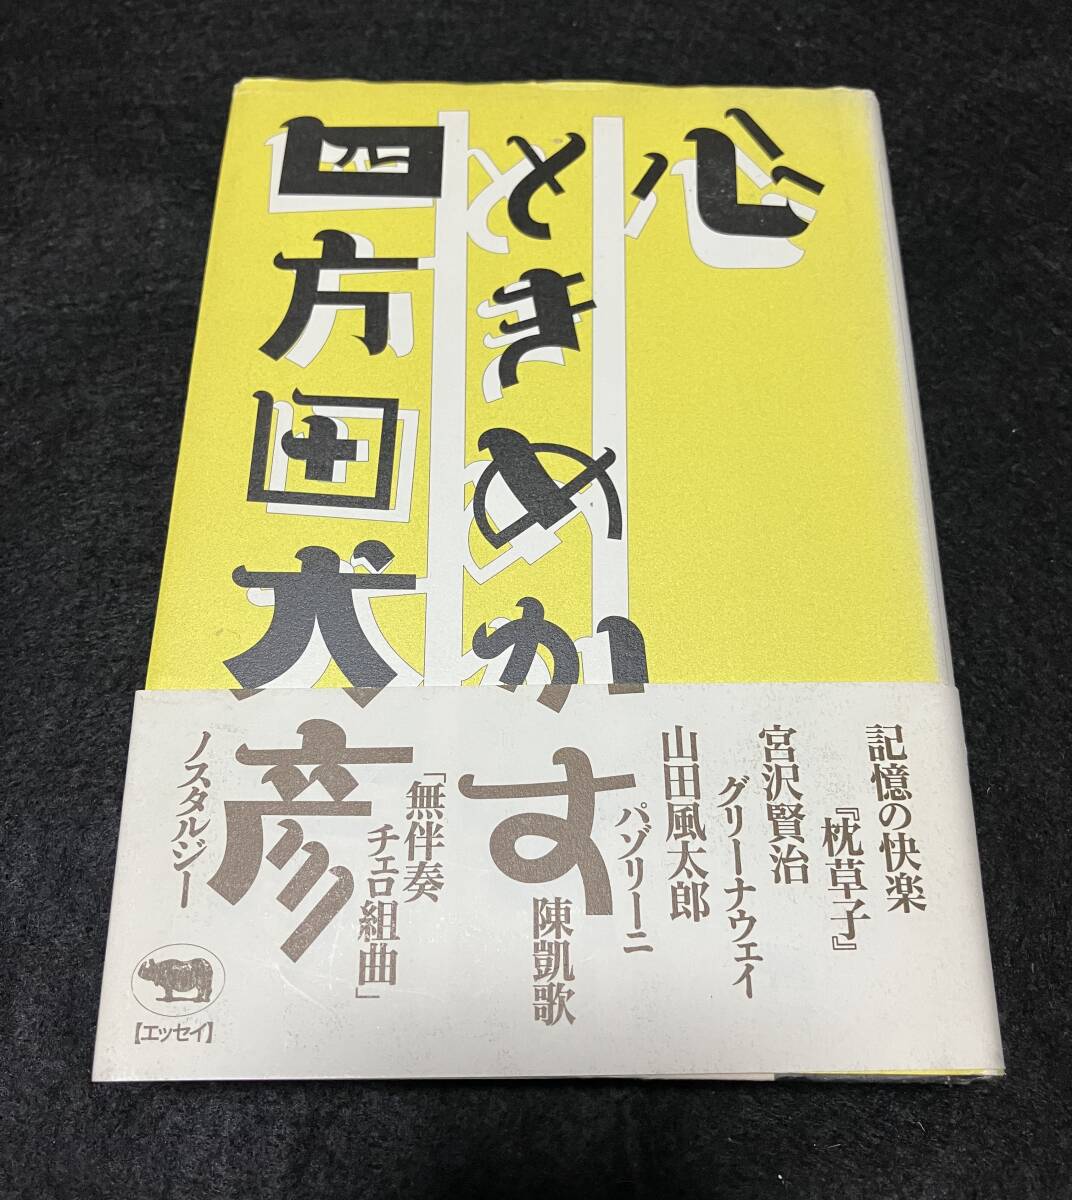 心
ときめかす
四方田犬彦
記憶の快楽
『枕草子』
宮沢賢治
グリーナウェイ
山田風太郎
パゾリーニ
陳凱歌
「無伴奏
チェロ組曲」
ノスタルジー
【エッセイ】